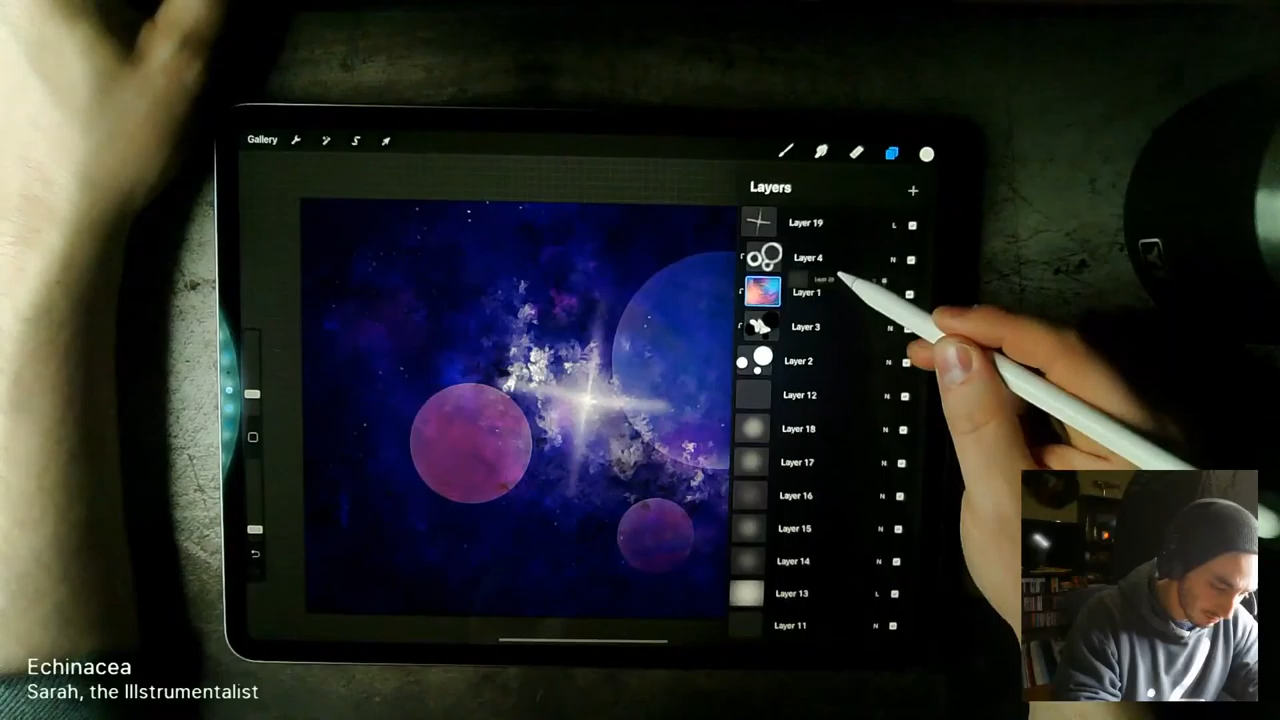 Gallery
Layers
Layer 19 L
Layer 4 N
Layer 1
Layer 3 N
Layer 2 N
Layer 12 N
Layer 18 N
Layer 17 N
Layer 16 N
Layer 15 N
Layer 14 N
Layer 13 L
Layer 11 N
Echinacea
Sarah, the Illstrumentalist